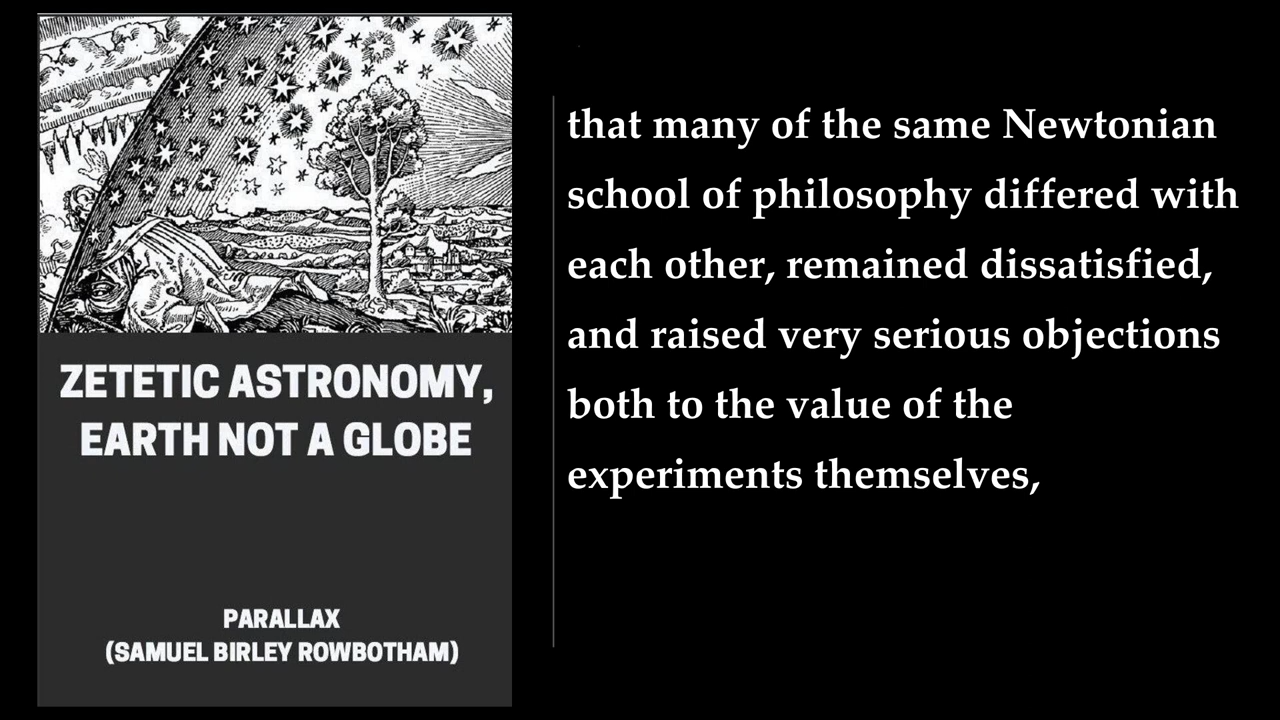 ZETETIC ASTRONOMY,
EARTH NOT A GLOBE
PARALLAX
(SAMUEL BIRLEY ROWBOTHAM)
that many of the same Newtonian
school of philosophy differed with
each other, remained dissatisfied,
and raised very serious objections
both to the value of the
experiments themselves,